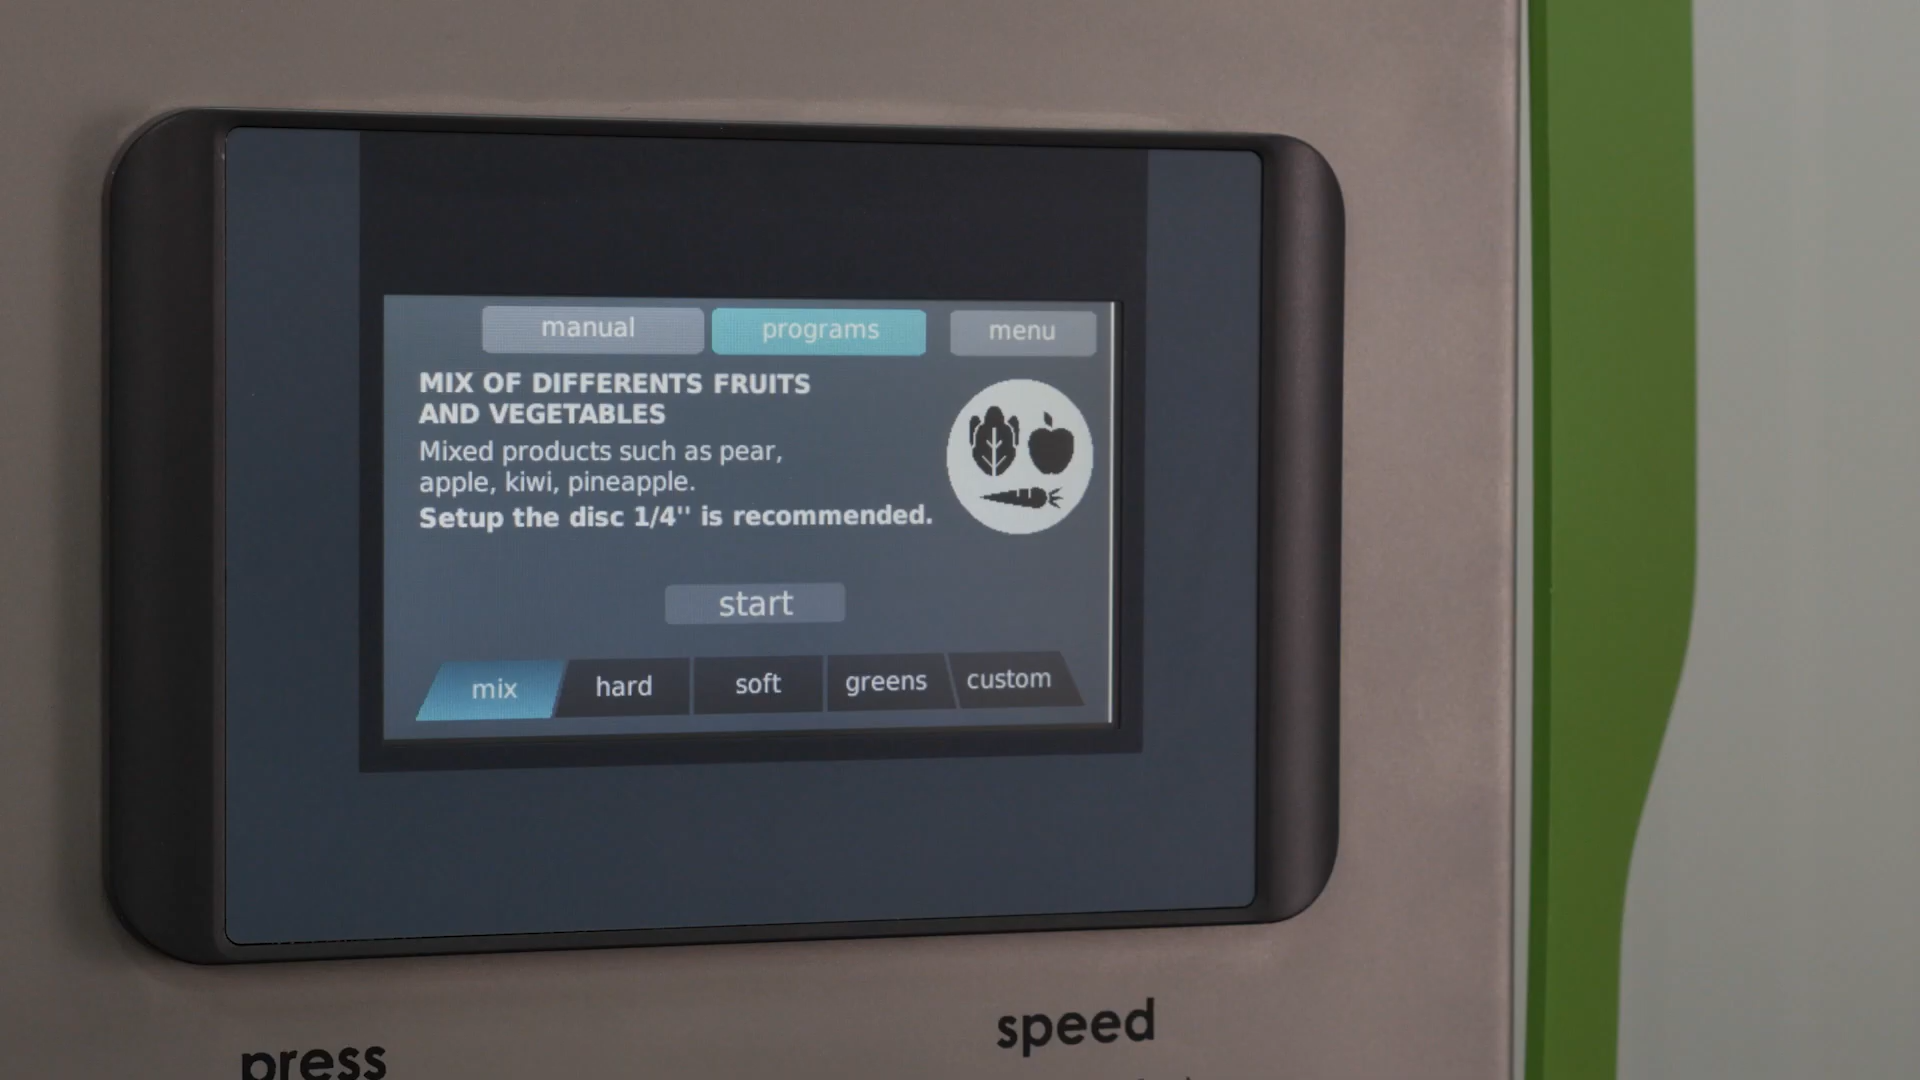 manual programs menu
MIX OF DIFFERENTS FRUITS
AND VEGETABLES
Mixed products such as pear,
apple, kiwi, pineapple.
Setup the disc 1/4'' is recommended.
start
mix hard soft greens custom
speed
press